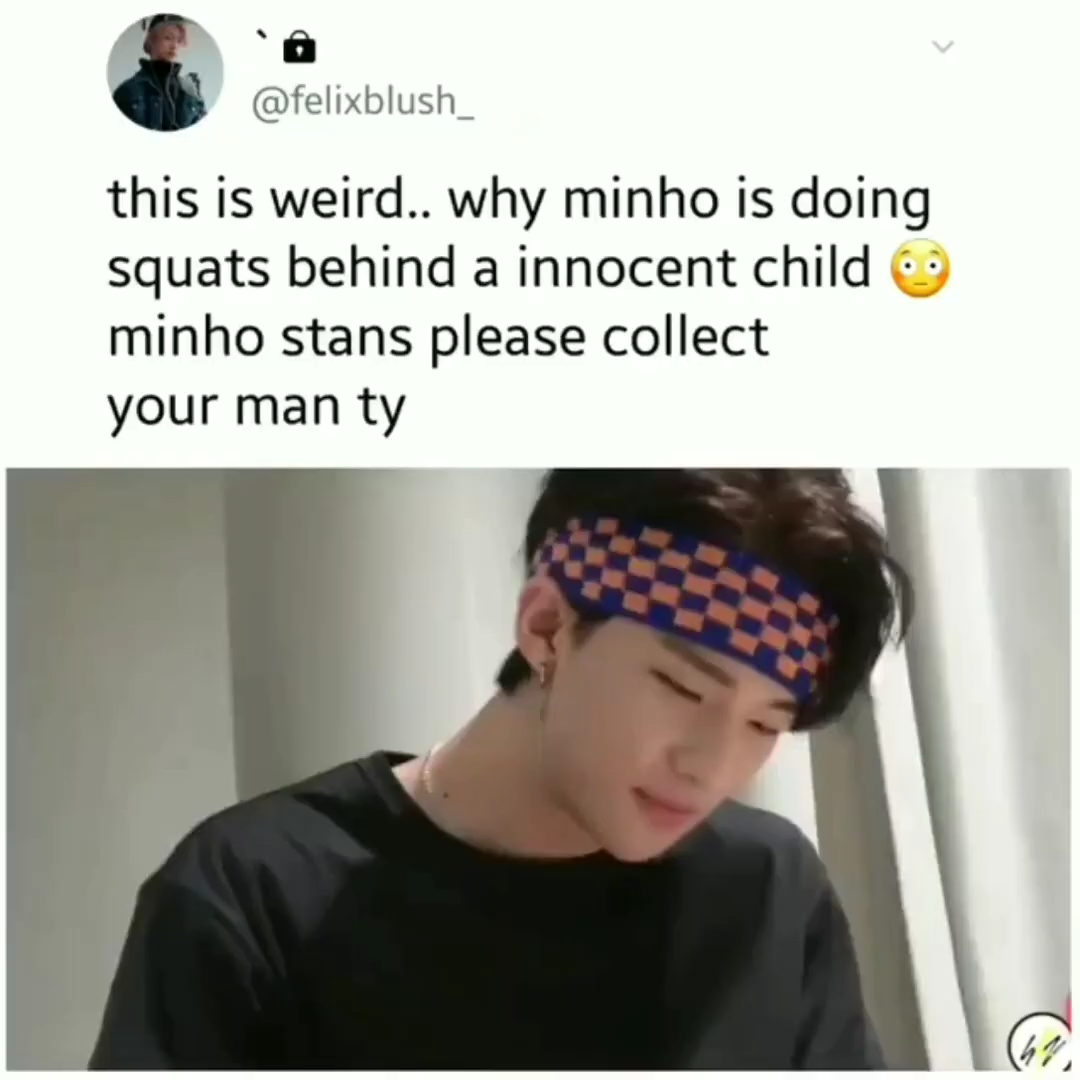 @felixblush_
this is weird.. why minho is doing
squats behind a innocent child 😳
minho stans please collect
your man ty